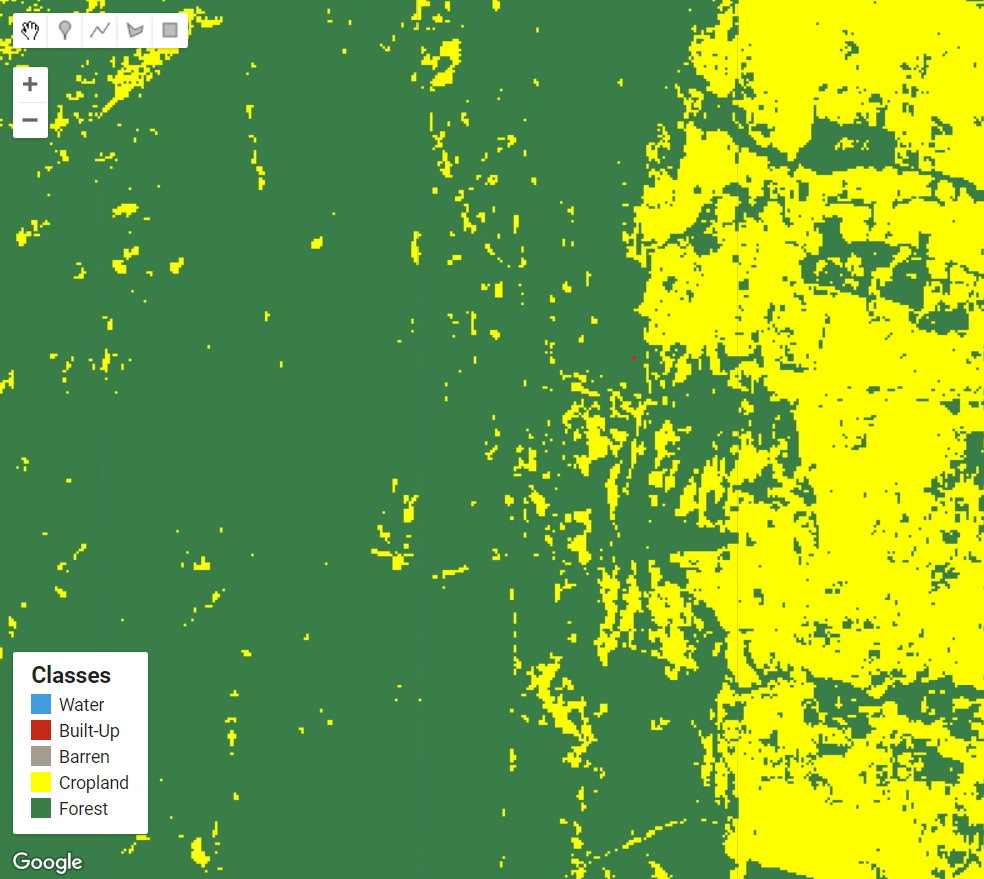 +
−
Classes
Water
Built-Up
Barren
Cropland
Forest
Google